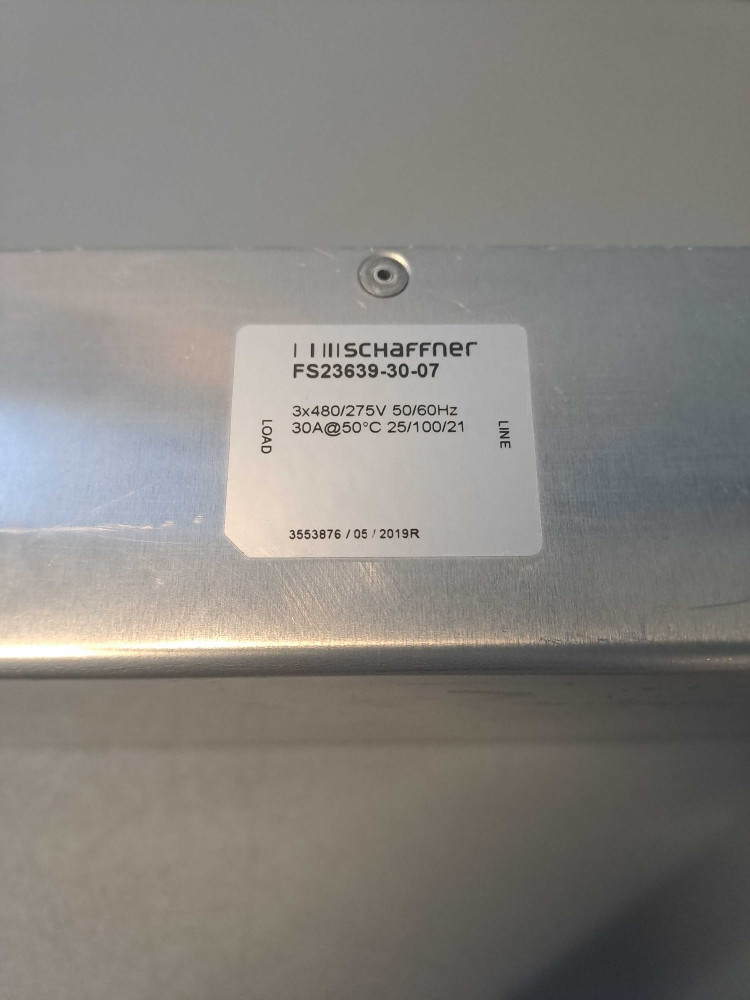 SCHAFFNER
FS23639-30-07
3x480/275V 50/60Hz
30A@50°C 25/100/21
LOAD
LINE
3553876 / 05 / 2019R